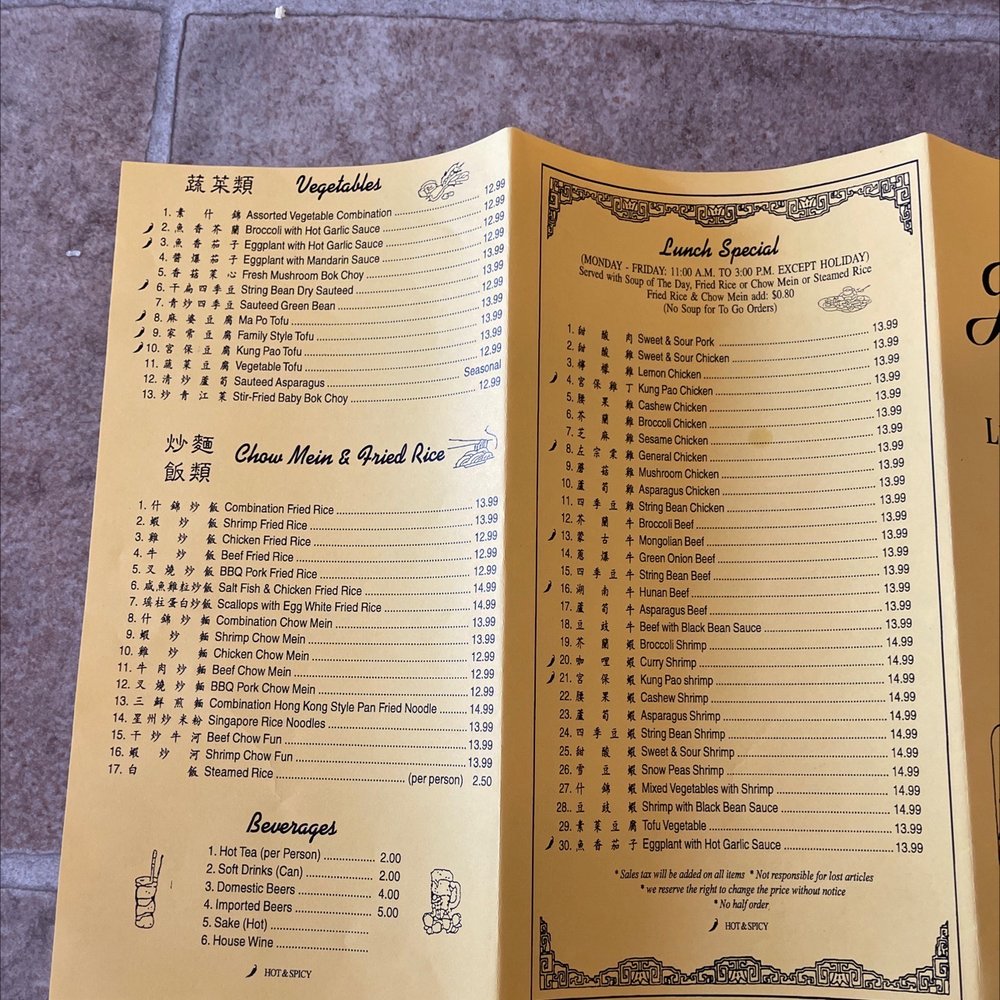 蔬菜類 Vegetables
1. 素什錦 Assorted Vegetable Combination 12.99
2. 魚香芥蘭 Broccoli with Hot Garlic Sauce 12.99
3. 魚香茄子 Eggplant with Hot Garlic Sauce 12.99
4. 醬爆茄子 Eggplant with Mandarin Sauce 12.99
5. 香菇菜心 Fresh Mushroom Bok Choy 12.99
6. 干扁四季豆 String Bean Dry Sauteed 12.99
7. 青炒四季豆 Sauteed Green Bean 12.99
8. 麻婆豆腐 Ma Po Tofu 13.99
9. 家常豆腐 Family Style Tofu 13.99
10. 宮保豆腐 Kung Pao Tofu 13.99
11. 蔬菜豆腐 Vegetable Tofu 12.99
12. 清炒蘆筍 Sauteed Asparagus Seasonal
13. 炒青江菜 Stir-Fried Baby Bok Choy 12.99
炒麵飯類 Chow Mein & Fried Rice
1. 什錦炒飯 Combination Fried Rice 13.99
2. 蝦炒飯 Shrimp Fried Rice 13.99
3. 雞炒飯 Chicken Fried Rice 12.99
4. 牛炒飯 Beef Fried Rice 12.99
5. 叉燒炒飯 BBQ Pork Fried Rice 12.99
6. 咸魚雞粒炒飯 Salt Fish & Chicken Fried Rice 14.99
7. 瑤柱蛋白炒飯 Scallops with Egg White Fried Rice 14.99
8. 什錦炒麵 Combination Chow Mein 13.99
9. 蝦炒麵 Shrimp Chow Mein 13.99
10. 雞炒麵 Chicken Chow Mein 12.99
11. 牛肉炒麵 Beef Chow Mein 12.99
12. 叉燒炒麵 BBQ Pork Chow Mein 12.99
13. 三鮮煎麵 Combination Hong Kong Style Pan Fried Noodle 14.99
14. 星州炒米粉 Singapore Rice Noodles 13.99
15. 干炒牛河 Beef Chow Fun 13.99
16. 蝦炒河 Shrimp Chow Fun 13.99
17. 白飯 Steamed Rice (per person) 2.50
Beverages
1. Hot Tea (per Person) 2.00
2. Soft Drinks (Can) 2.00
3. Domestic Beers 4.00
4. Imported Beers 5.00
5. Sake (Hot)
6. House Wine
HOT & SPICY
Lunch Special
(MONDAY - FRIDAY: 11:00 A.M. TO 3:00 P.M. EXCEPT HOLIDAY)
Served with Soup of The Day, Fried Rice or Chow Mein or Steamed Rice
Fried Rice & Chow Mein add: $0.80
(No Soup for To Go Orders)
1. 甜酸肉 Sweet & Sour Pork 13.99
2. 甜酸雞 Sweet & Sour Chicken 13.99
3. 檸檬雞 Lemon Chicken 13.99
4. 宮保雞丁 Kung Pao Chicken 13.99
5. 腰果雞 Cashew Chicken 13.99
6. 芥蘭雞 Broccoli Chicken 13.99
7. 芝麻雞 Sesame Chicken 13.99
8. 左宗棠雞 General Chicken 13.99
9. 蘑菇雞 Mushroom Chicken 13.99
10. 蘆筍雞 Asparagus Chicken 13.99
11. 四季豆雞 String Bean Chicken 13.99
12. 芥蘭牛 Broccoli Beef 13.99
13. 蒙古牛 Mongolian Beef 13.99
14. 蔥爆牛 Green Onion Beef 13.99
15. 四季豆牛 String Bean Beef 13.99
16. 湖南牛 Hunan Beef 13.99
17. 蘆筍牛 Asparagus Beef 13.99
18. 豆豉牛 Beef with Black Bean Sauce 13.99
19. 芥蘭蝦 Broccoli Shrimp 14.99
20. 咖哩蝦 Curry Shrimp 14.99
21. 宮保蝦 Kung Pao shrimp 14.99
22. 腰果蝦 Cashew Shrimp 14.99
23. 蘆筍蝦 Asparagus Shrimp 14.99
24. 四季豆蝦 String Bean Shrimp 14.99
25. 甜酸蝦 Sweet & Sour Shrimp 14.99
26. 雪豆蝦 Snow Peas Shrimp 14.99
27. 什錦蝦 Mixed Vegetables with Shrimp 14.99
28.. 豆豉蝦 Shrimp with Black Bean Sauce 14.99
29. 素菜豆腐 Tofu Vegetable 13.99
30. 魚香茄子 Eggplant with Hot Garlic Sauce 13.99
* Sales tax will be added on all items * Not responsible for lost articles
* we reserve the right to change the price without notice
* No half order
HOT & SPICY